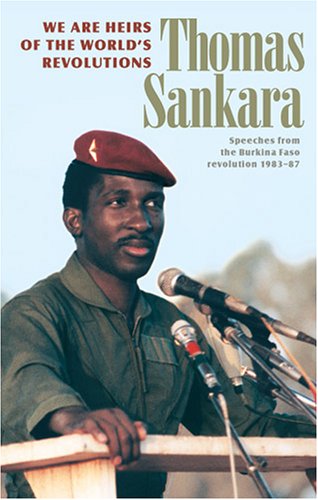 WE ARE HEIRS
OF THE WORLD'S
REVOLUTIONS
Thomas
Sankara
Speeches from
the Burkina Faso
revolution 1983–87